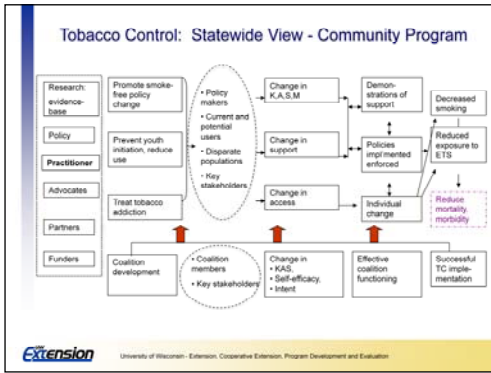 Tobacco Control: Statewide View - Community Program
Research:
evidence-
base
Policy
Practitioner
Advocates
Partners
Funders
Promote smoke-
free policy
change
Prevent youth
initiation, reduce
use
Treat tobacco
addiction
• Policy
makers
• Current and
potential
users
• Disparate
populations
• Key
stakeholders
Change in
K,A,S,M
Change in
support
Change in
access
Demon-
strations of
support
Policies
impl'mented
enforced
Individual
change
Decreased
smoking
Reduced
exposure to
ETS
Reduce
mortality,
morbidity
Coalition
development
• Coalition
members
• Key stakeholders
Change in
• KAS,
• Self-efficacy,
• Intent
Effective
coalition
functioning
Successful
TC imple-
mentation
Extension
University of Wisconsin - Extension, Cooperative Extension, Program Development and Evaluation